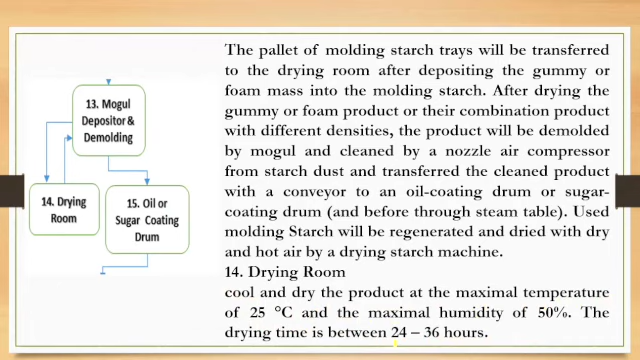 13. Mogul
Depositor &
Demolding
14. Drying
Room
15. Oil or
Sugar Coating
Drum
The pallet of molding starch trays will be transferred
to the drying room after depositing the gummy or
foam mass into the molding starch. After drying the
gummy or foam product or their combination product
with different densities, the product will be demolded
by mogul and cleaned by a nozzle air compressor
from starch dust and transferred the cleaned product
with a conveyor to an oil-coating drum or sugar-
coating drum (and before through steam table). Used
molding Starch will be regenerated and dried with dry
and hot air by a drying starch machine.
14. Drying Room
cool and dry the product at the maximal temperature
of 25 °C and the maximal humidity of 50%. The
drying time is between 24 – 36 hours.